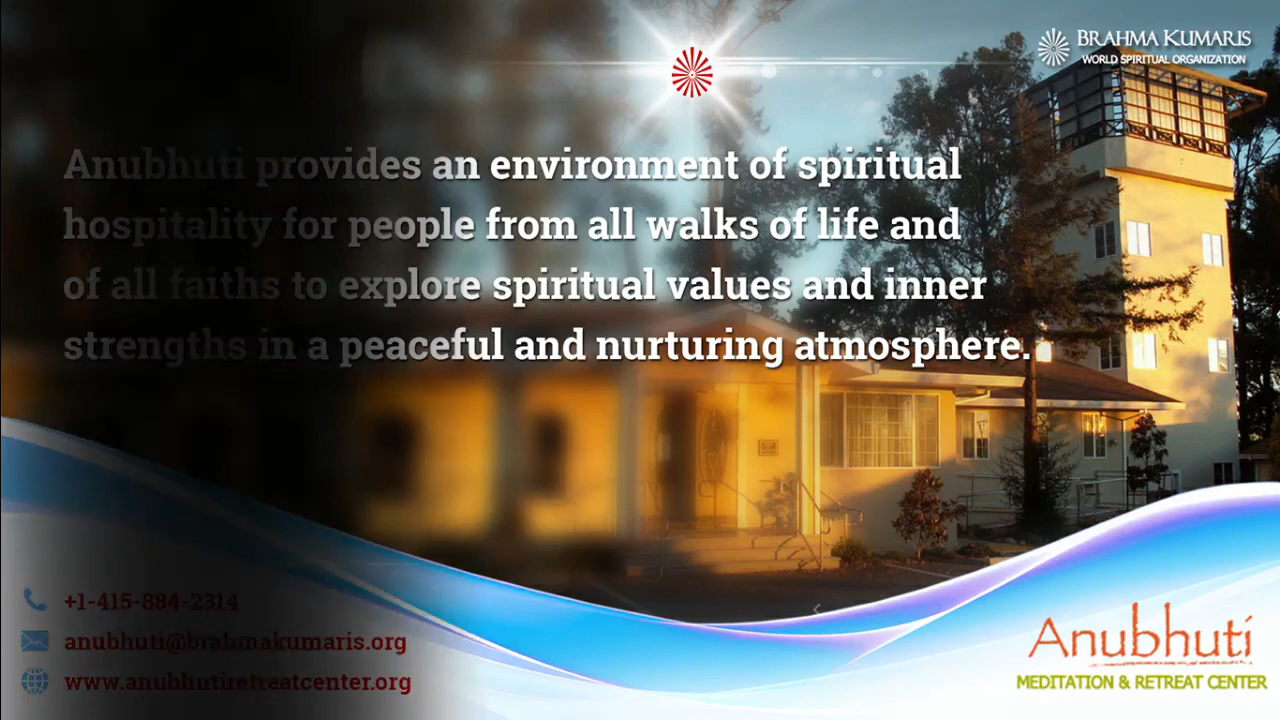 BRAHMA KUMARIS
WORLD SPIRITUAL ORGANIZATION
Anubhuti provides an environment of spiritual
hospitality for people from all walks of life and
of all faiths to explore spiritual values and inner
strengths in a peaceful and nurturing atmosphere.
+1-415-884-2314
anubhuti@brahmakumaris.org
www.anubhutiretreatcenter.org
Anubhuti
MEDITATION & RETREAT CENTER